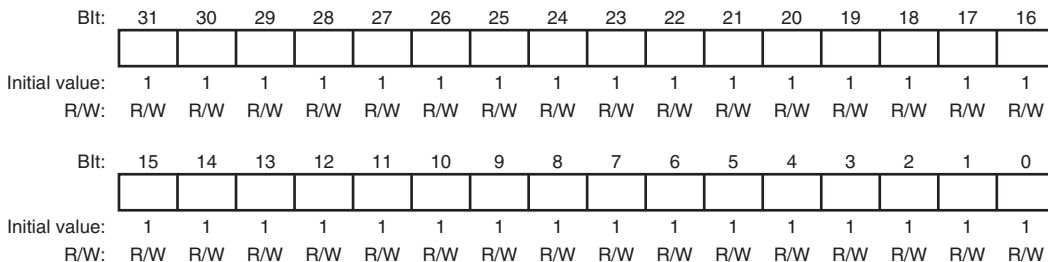 BIt: 31 30 29 28 27 26 25 24 23 22 21 20 19 18 17 16
Initial value: 1 1 1 1 1 1 1 1 1 1 1 1 1 1 1 1
R/W: R/W R/W R/W R/W R/W R/W R/W R/W R/W R/W R/W R/W R/W R/W R/W R/W
BIt: 15 14 13 12 11 10 9 8 7 6 5 4 3 2 1 0
Initial value: 1 1 1 1 1 1 1 1 1 1 1 1 1 1 1 1
R/W: R/W R/W R/W R/W R/W R/W R/W R/W R/W R/W R/W R/W R/W R/W R/W R/W